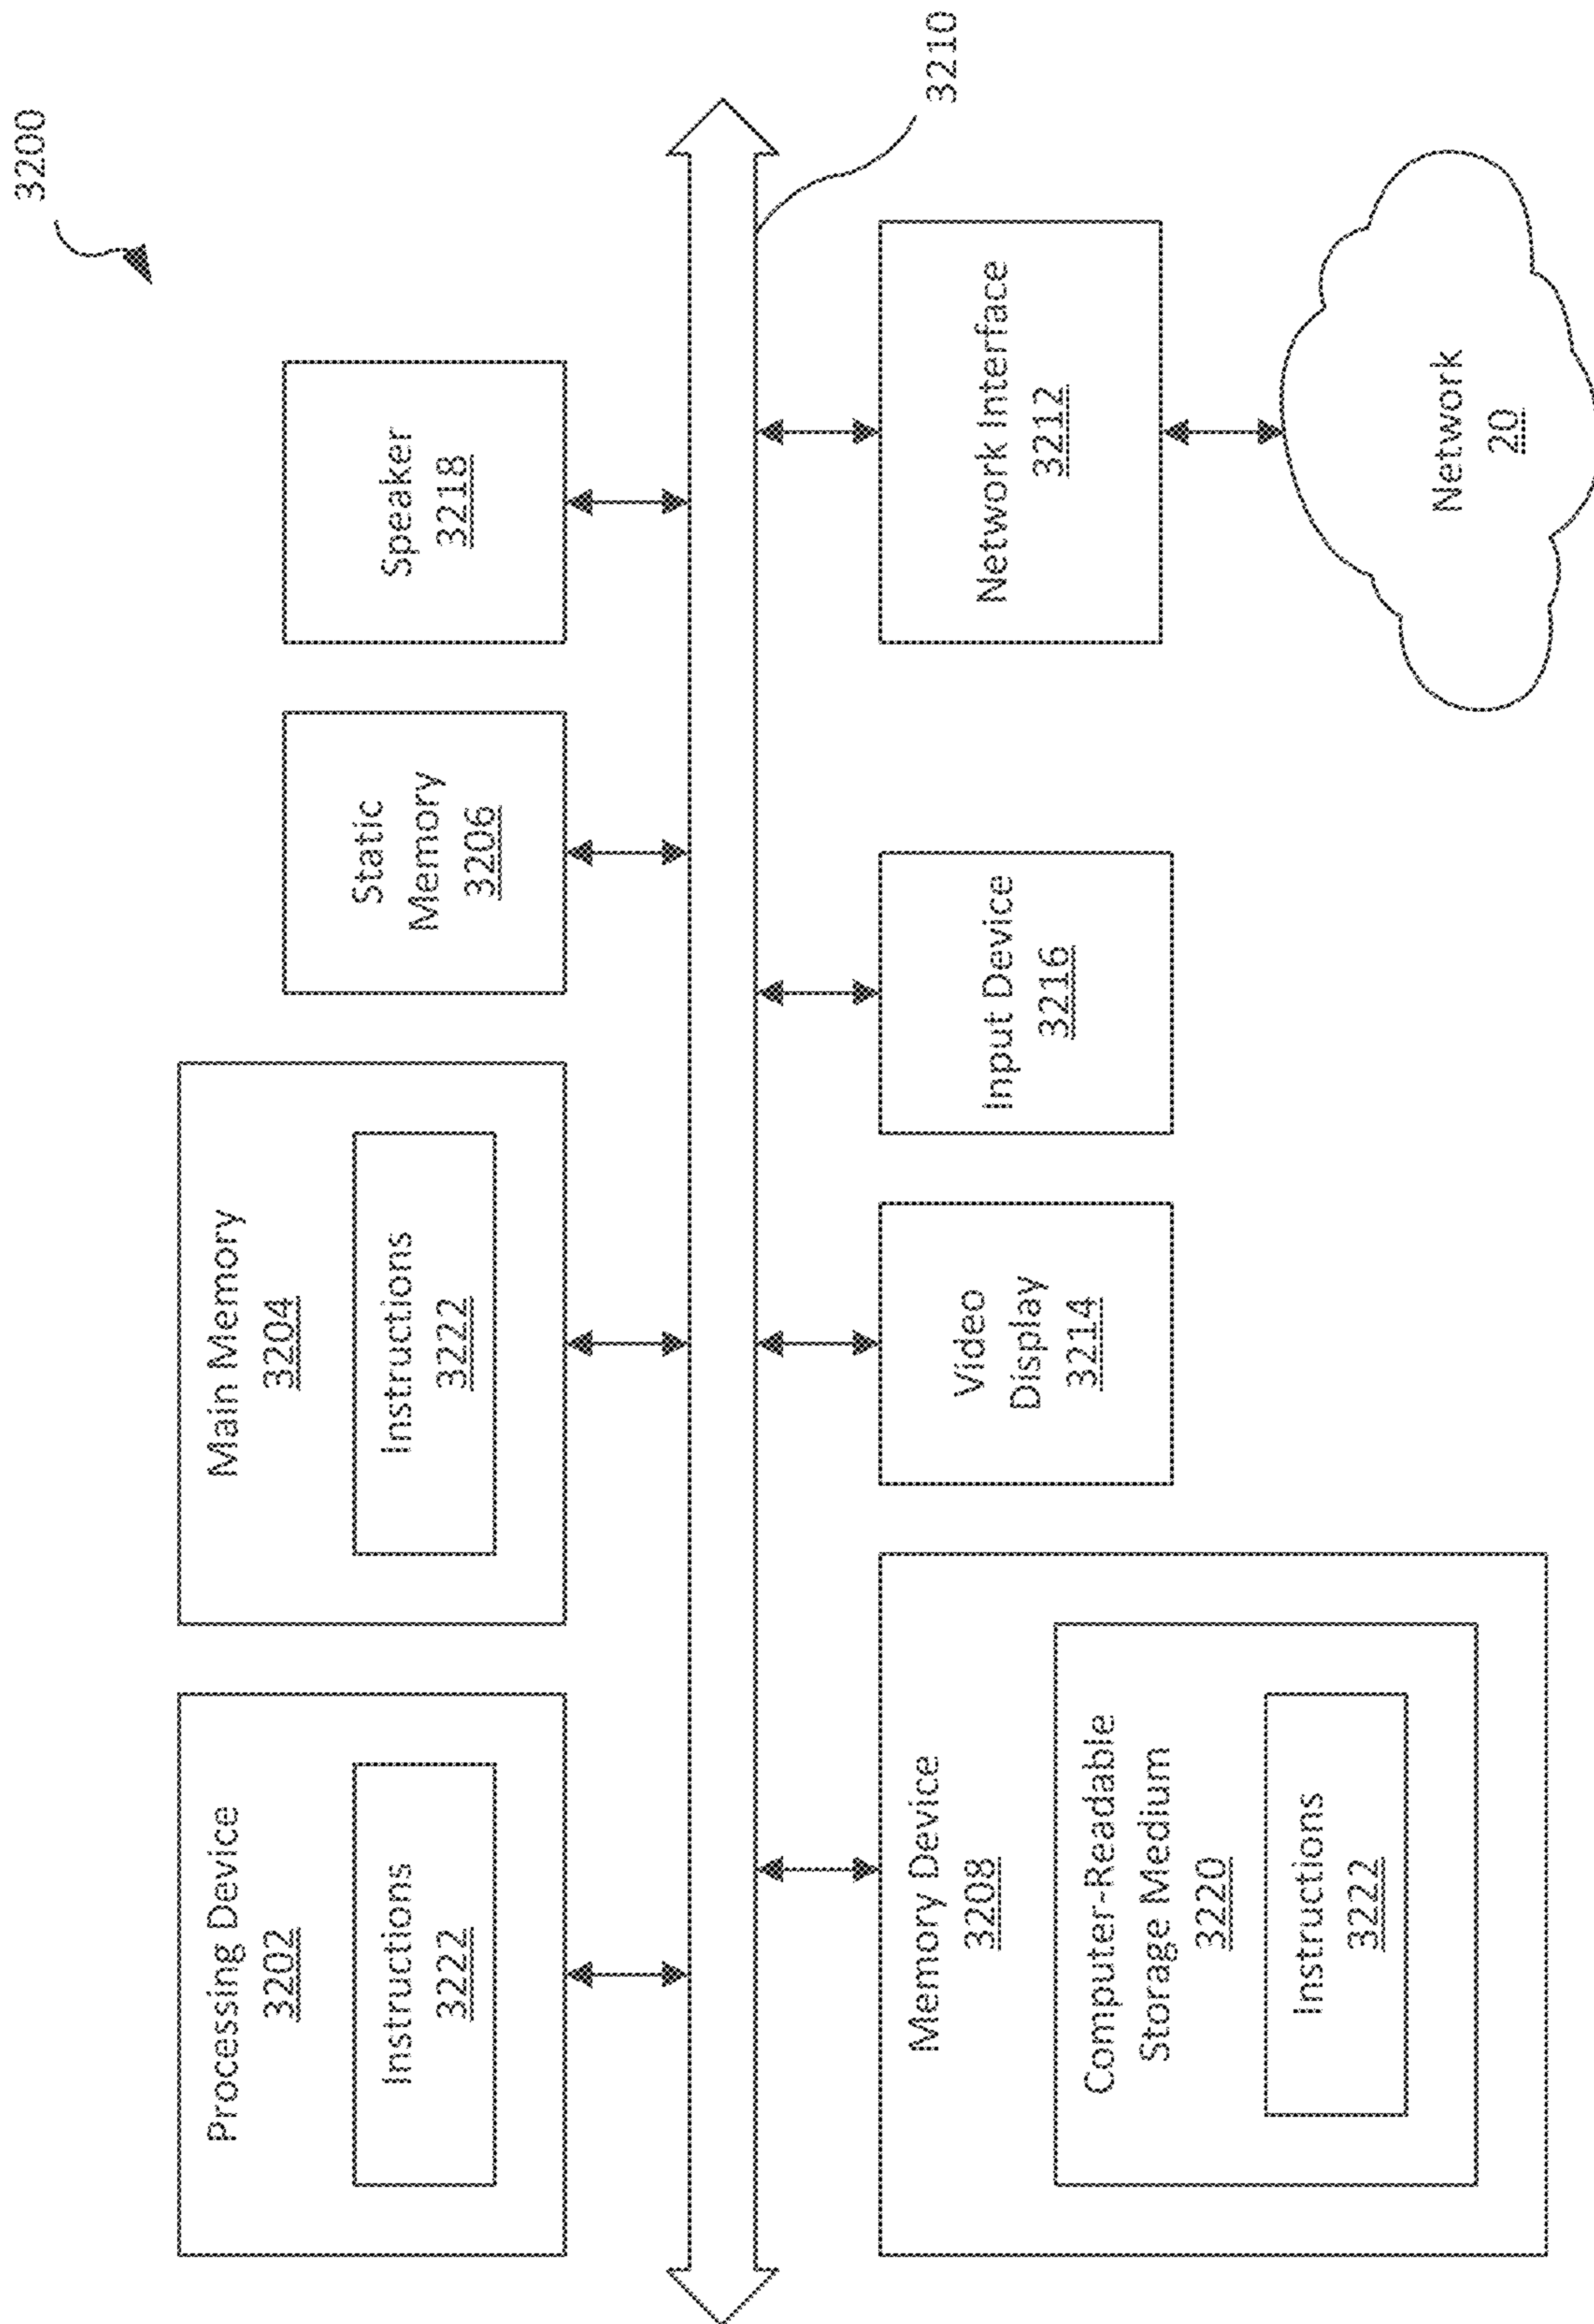 3200
Processing Device
3202
Instructions
3222
Main Memory
3204
Instructions
3222
Static
Memory
3206
Speaker
3218
3210
Memory Device
3208
Computer-Readable
Storage Medium
3220
Instructions
3222
Video
Display
3214
Input Device
3216
Network Interface
3212
Network
20